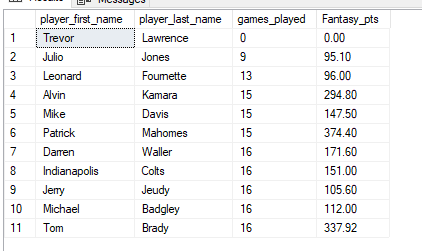 Messages
player_first_name player_last_name games_played Fantasy_pts
1 Trevor Lawrence 0 0.00
2 Julio Jones 9 95.10
3 Leonard Fournette 13 96.00
4 Alvin Kamara 15 294.80
5 Mike Davis 15 147.50
6 Patrick Mahomes 15 374.40
7 Darren Waller 16 171.60
8 Indianapolis Colts 16 151.00
9 Jerry Jeudy 16 105.60
10 Michael Badgley 16 112.00
11 Tom Brady 16 337.92